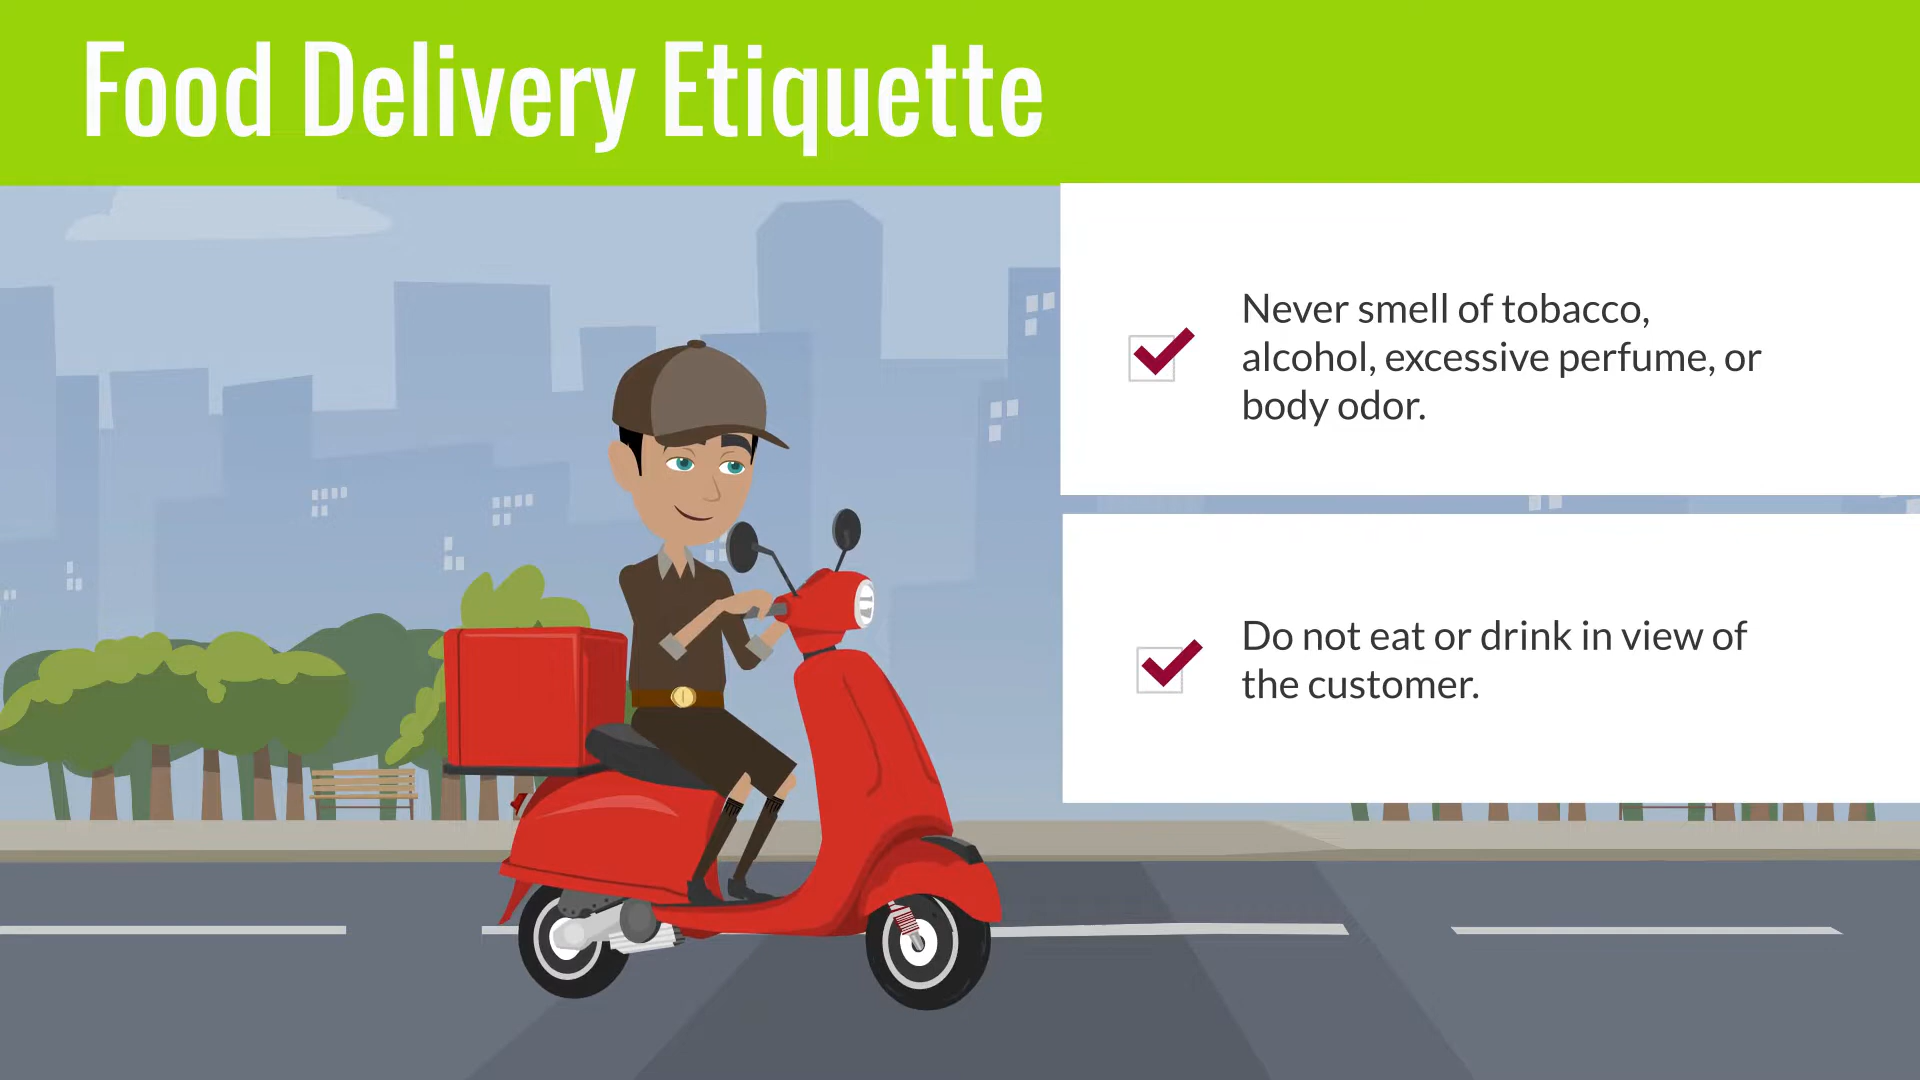 Food Delivery Etiquette
Never smell of tobacco,
alcohol, excessive perfume, or
body odor.
Do not eat or drink in view of
the customer.